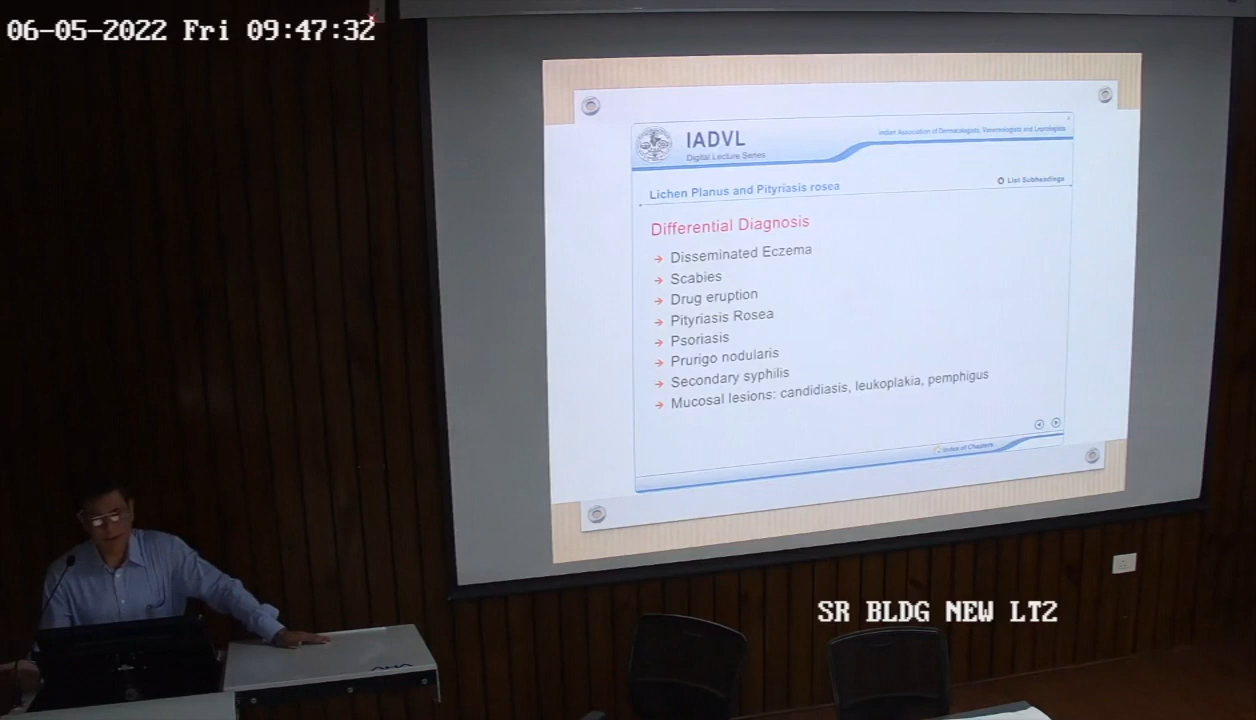 06-05-2022 Fri 09:47:32
IADVL
Digital Lecture Series
Indian Association of Dermatologists, Venereologists and Leprologists
Lichen Planus and Pityriasis rosea
List Subheadings
Differential Diagnosis
→ Disseminated Eczema
→ Scabies
→ Drug eruption
→ Pityriasis Rosea
→ Psoriasis
→ Prurigo nodularis
→ Secondary syphilis
→ Mucosal lesions: candidiasis, leukoplakia, pemphigus
Index of Chapters
SR BLDG NEW LT2